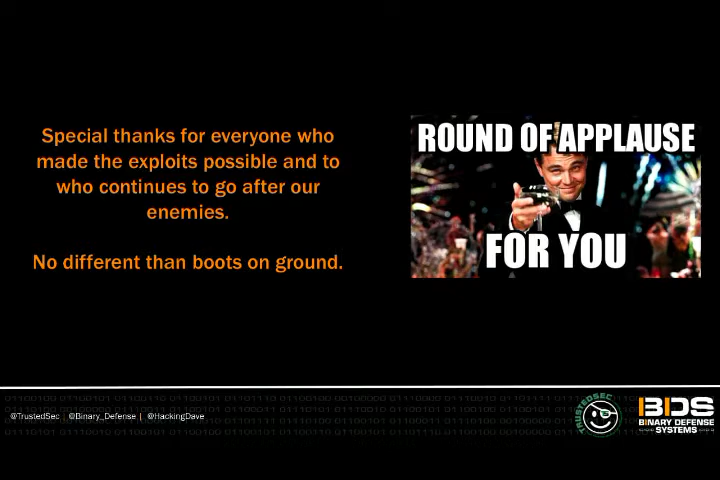 Special thanks for everyone who
made the exploits possible and to
who continues to go after our
enemies.
No different than boots on ground.
ROUND OF APPLAUSE
FOR YOU
@TrustedSec | @Binary_Defense | @HackingDave
TRUSTEDSEC
BDS
BINARY DEFENSE
SYSTEMS